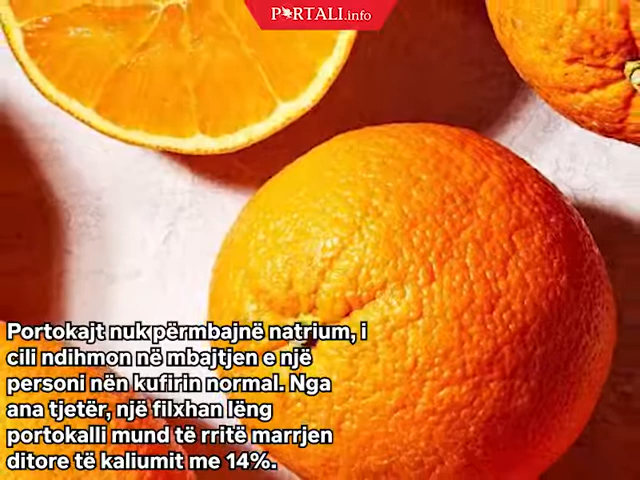 PORTALI.info
Portokajt nuk përmbajnë natrium, i
cili ndihmon në mbajtjen e një
personi nën kufirin normal. Nga
ana tjetër, një filxhan lëng
portokalli mund të rritë marrjen
ditore të kaliumit me 14%.